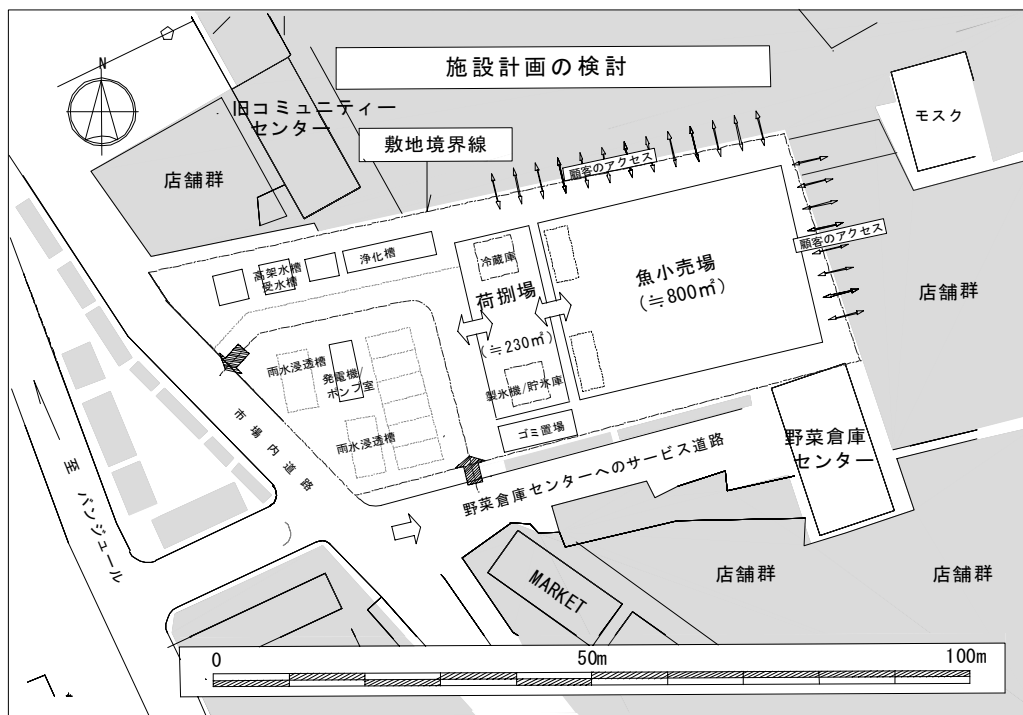 施設計画の検討
N
旧コミュニティー
センター
敷地境界線
モスク
店舗群
顧客のアクセス
顧客のアクセス
浄化槽
高架水槽
受水槽
冷蔵庫
荷捌場
(≒230㎡)
魚小売場
(≒800㎡)
店舗群
雨水浸透槽
発電機/
ポンプ室
製氷機/貯氷庫
雨水浸透槽
ゴミ置場
市場内道路
野菜倉庫
センター
野菜倉庫センターへのサービス道路
至 バンジュール
MARKET
店舗群
店舗群
0
50m
100m